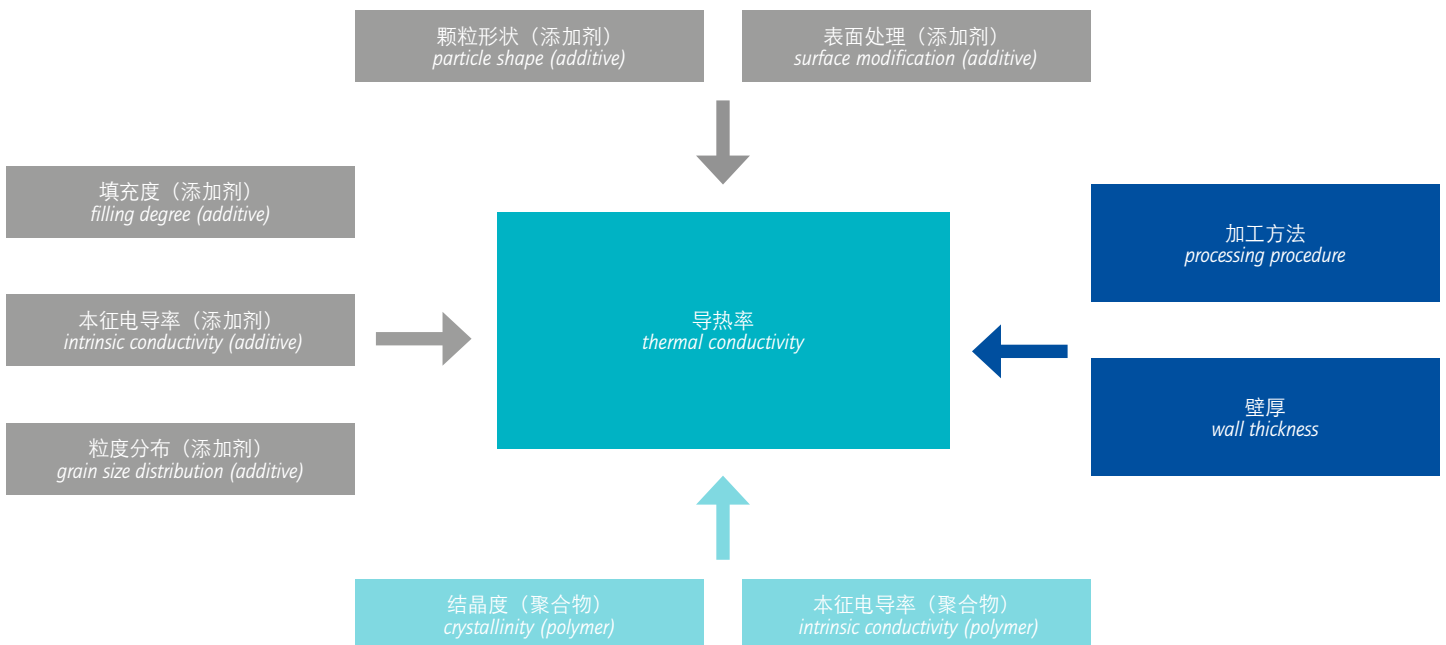 颗粒形状（添加剂）
particle shape (additive)
表面处理（添加剂）
surface modification (additive)
填充度（添加剂）
filling degree (additive)
本征电导率（添加剂）
intrinsic conductivity (additive)
粒度分布（添加剂）
grain size distribution (additive)
导热率
thermal conductivity
加工方法
processing procedure
壁厚
wall thickness
结晶度（聚合物）
crystallinity (polymer)
本征电导率（聚合物）
intrinsic conductivity (polymer)